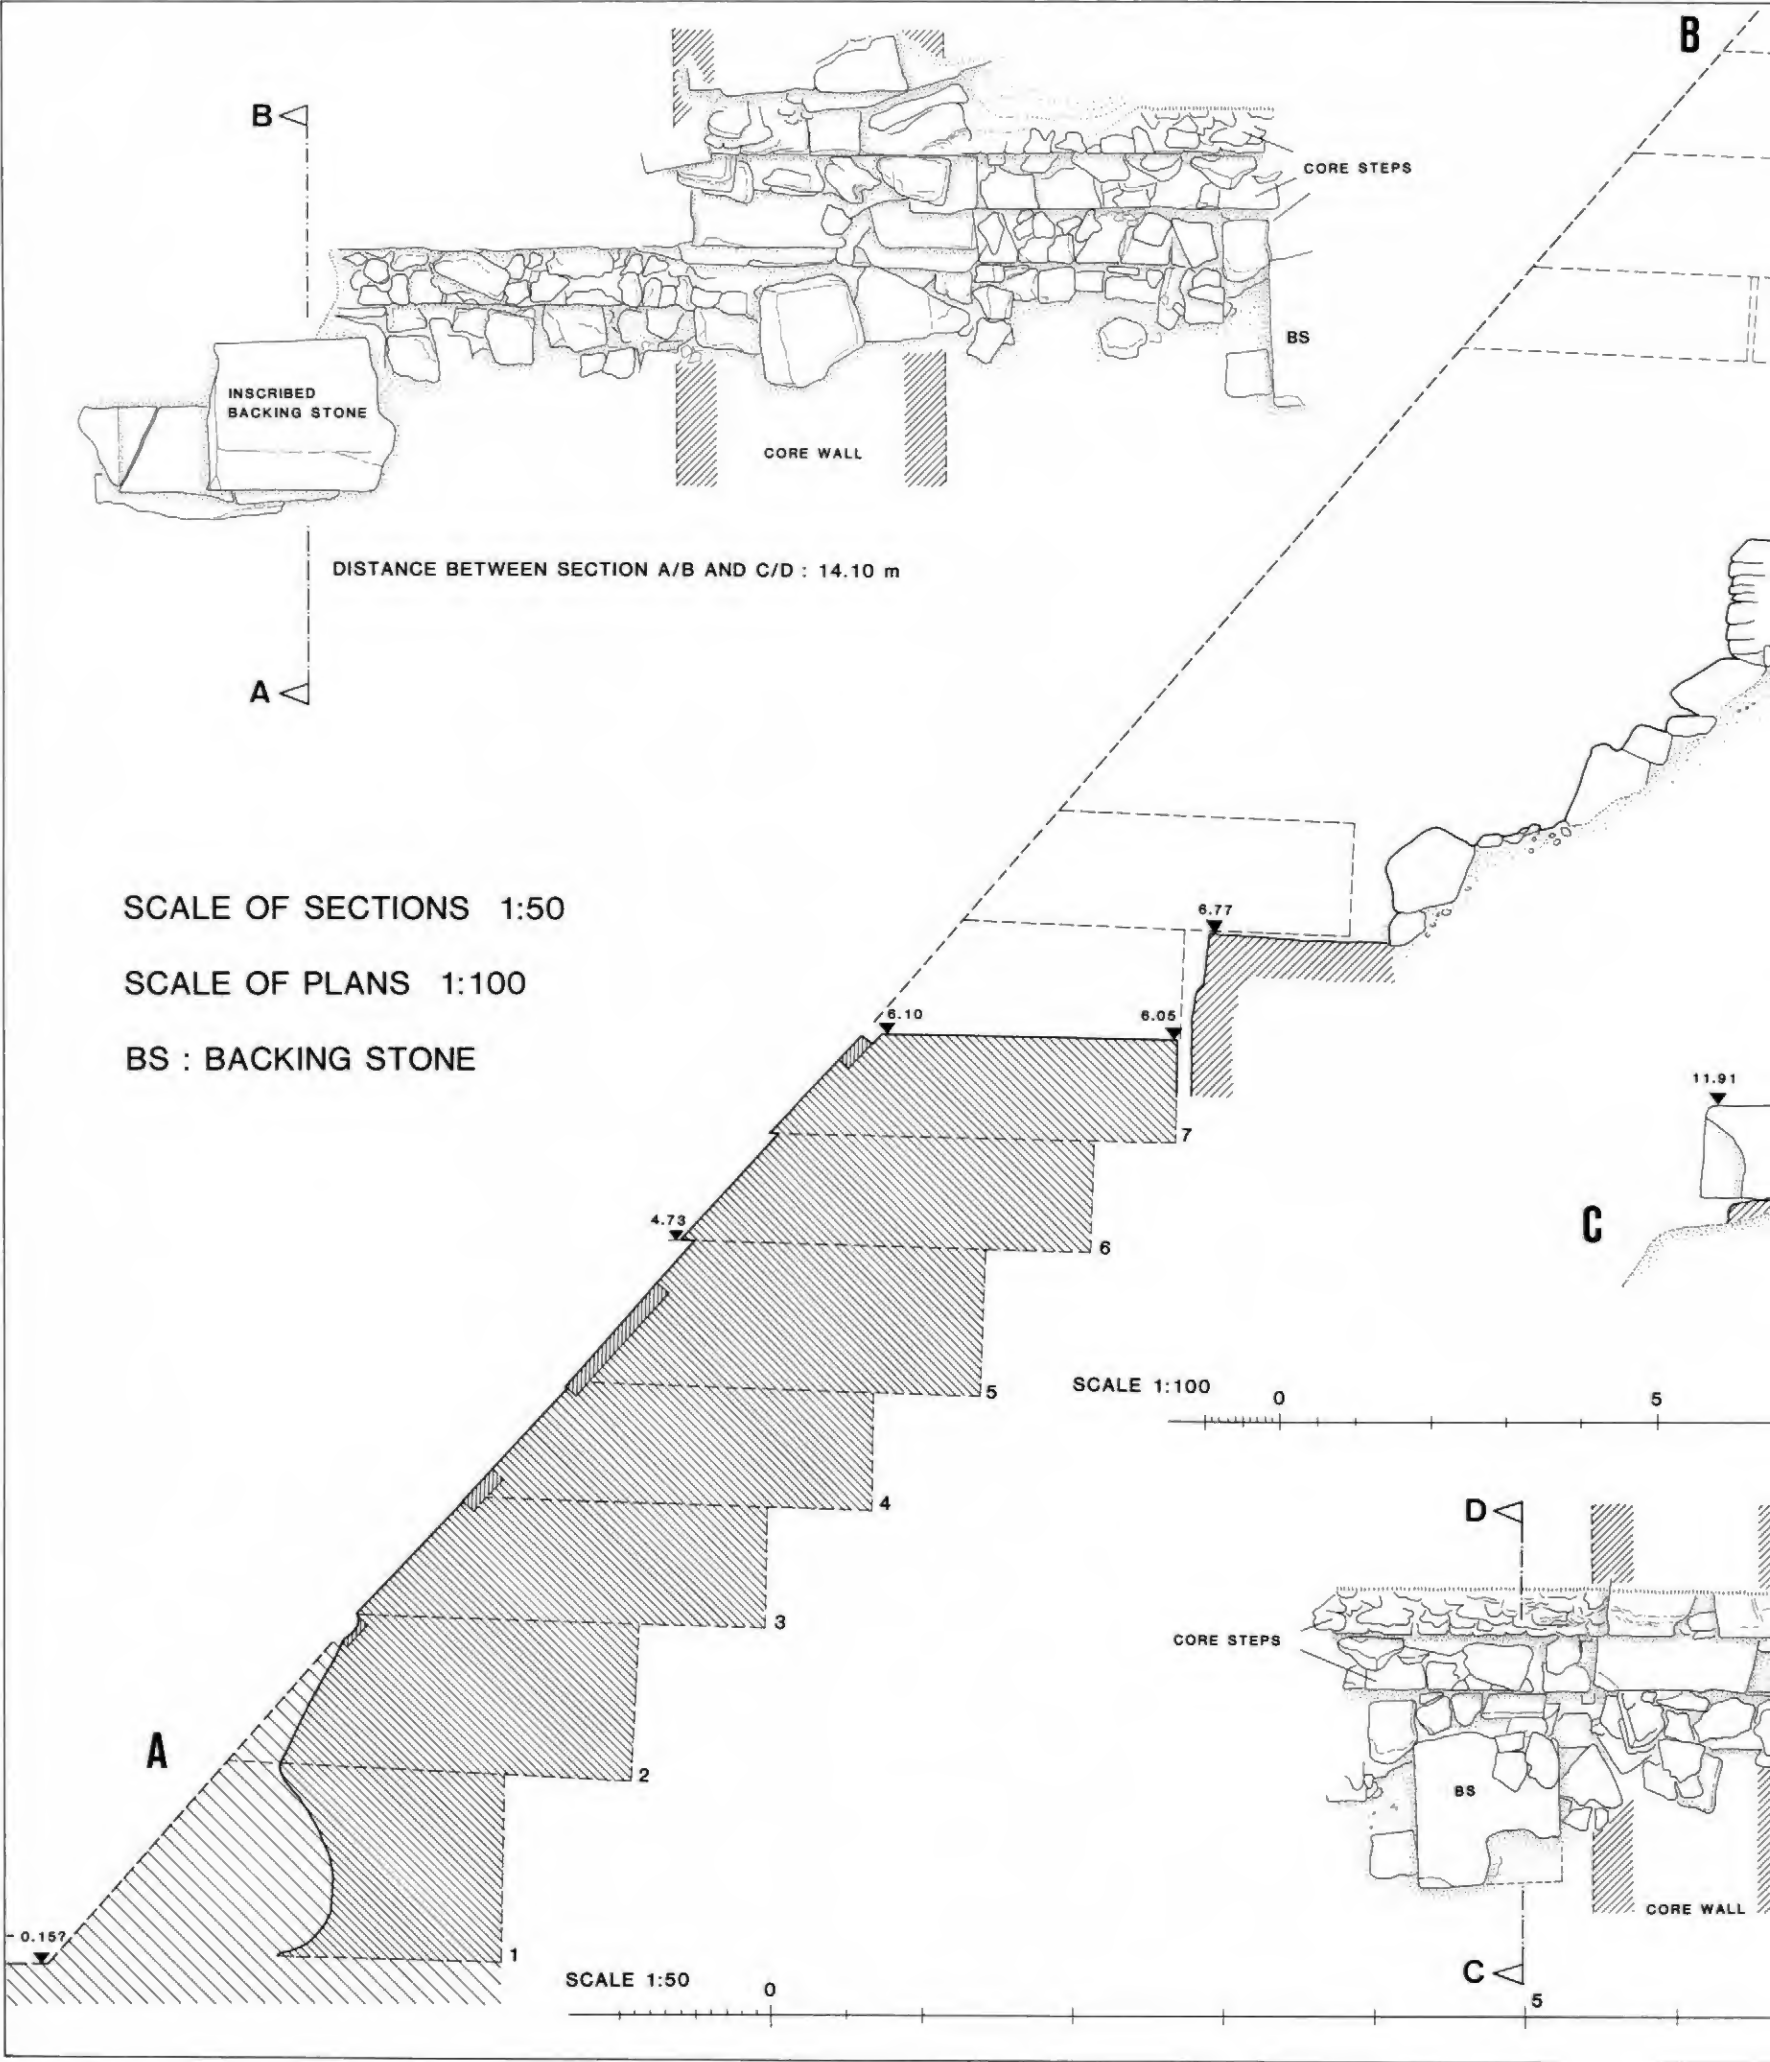 B
B
CORE STEPS
BS
INSCRIBED
BACKING STONE
CORE WALL
DISTANCE BETWEEN SECTION A/B AND C/D : 14.10 m
A
SCALE OF SECTIONS 1:50
SCALE OF PLANS 1:100
BS : BACKING STONE
6.77
6.10
6.05
11.91
7
4.73
C
6
5
SCALE 1:100
0
5
4
D
3
CORE STEPS
A
2
BS
CORE WALL
- 0.157
1
C
SCALE 1:50
0
5